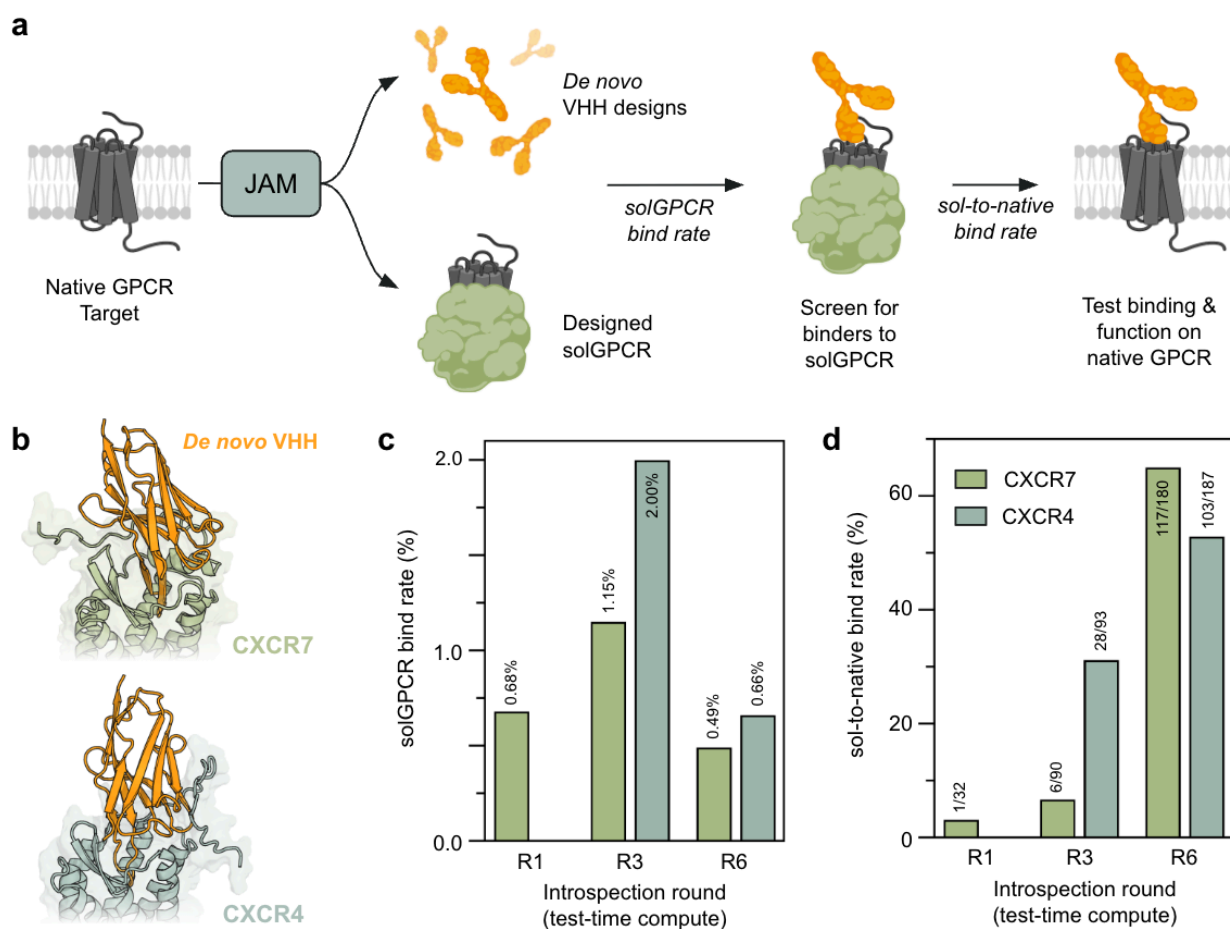 a
De novo
VHH designs
JAM
Native GPCR
Target
Designed
solGPCR
solGPCR
bind rate
Screen for
binders to
solGPCR
sol-to-native
bind rate
Test binding &
function on
native GPCR
b
De novo VHH
CXCR7
CXCR4
c
solGPCR bind rate (%)
2.0
1.0
0.0
0.68%
1.15%
2.00%
0.49%
0.66%
R1
R3
R6
Introspection round
(test-time compute)
d
sol-to-native bind rate (%)
60
40
20
0
CXCR7
CXCR4
1/32
6/90
28/93
117/180
103/187
R1
R3
R6
Introspection round
(test-time compute)